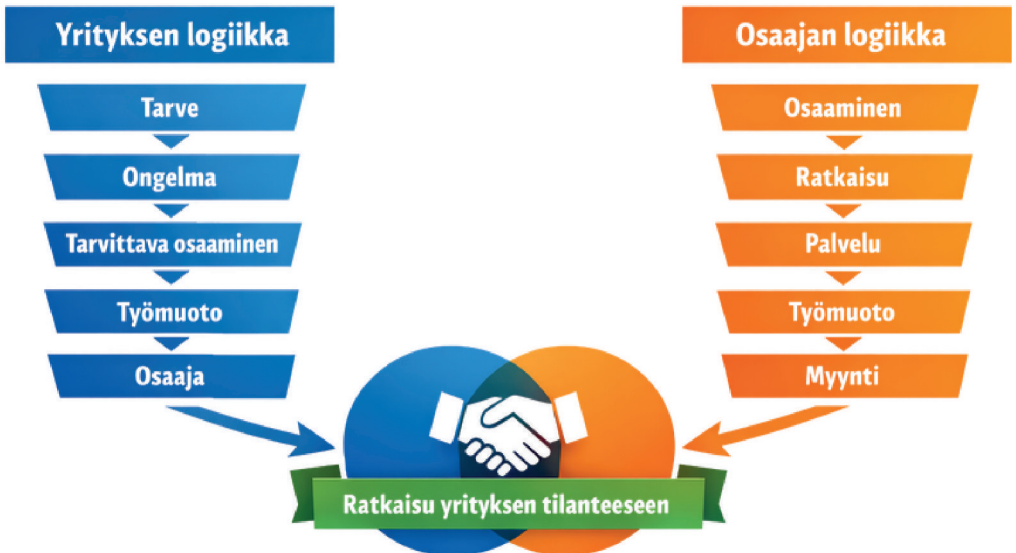 Yrityksen logiikka
Tarve
Ongelma
Tarvittava osaaminen
Työmuoto
Osaaja
Osaajan logiikka
Osaaminen
Ratkaisu
Palvelu
Työmuoto
Myynti
Ratkaisu yrityksen tilanteeseen